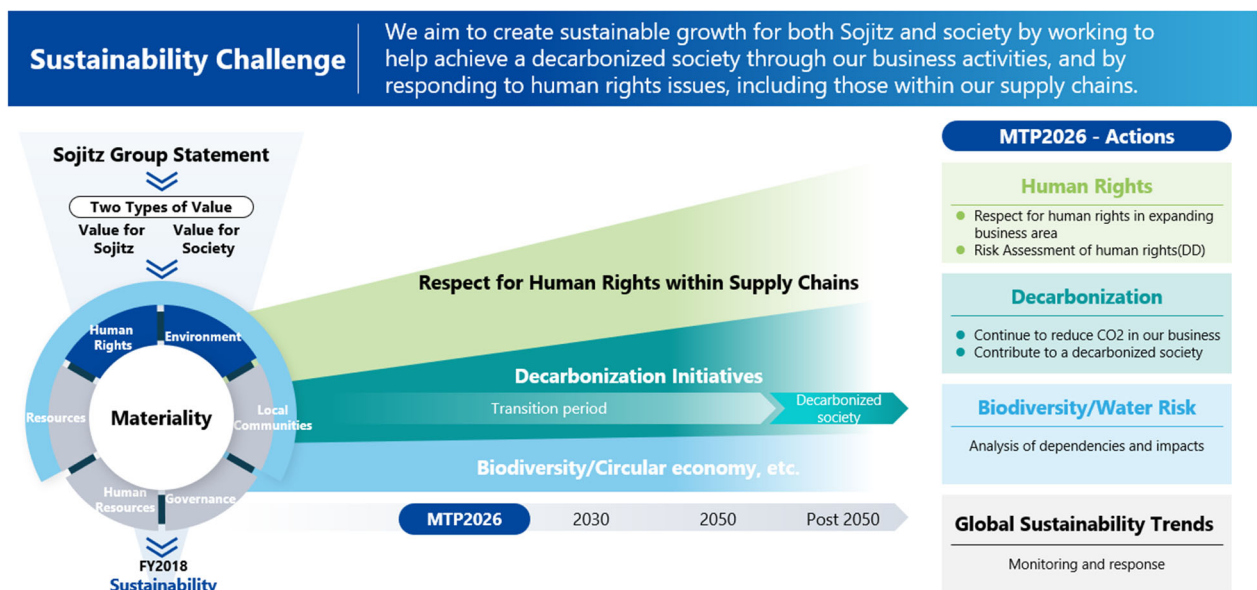 Sustainability Challenge
We aim to create sustainable growth for both Sojitz and society by working to
help achieve a decarbonized society through our business activities, and by
responding to human rights issues, including those within our supply chains.
Sojitz Group Statement
Two Types of Value
Value for
Sojitz
Value for
Society
Human
Rights
Environment
Resources
Materiality
Local
Communities
Human
Resources
Governance
FY2018
Sustainability
Respect for Human Rights within Supply Chains
Decarbonization Initiatives
Transition period
Decarbonized
society
Biodiversity/Circular economy, etc.
MTP2026
2030
2050
Post 2050
MTP2026 - Actions
Human Rights
Respect for human rights in expanding
business area
Risk Assessment of human rights(DD)
Decarbonization
Continue to reduce CO2 in our business
Contribute to a decarbonized society
Biodiversity/Water Risk
Analysis of dependencies and impacts
Global Sustainability Trends
Monitoring and response